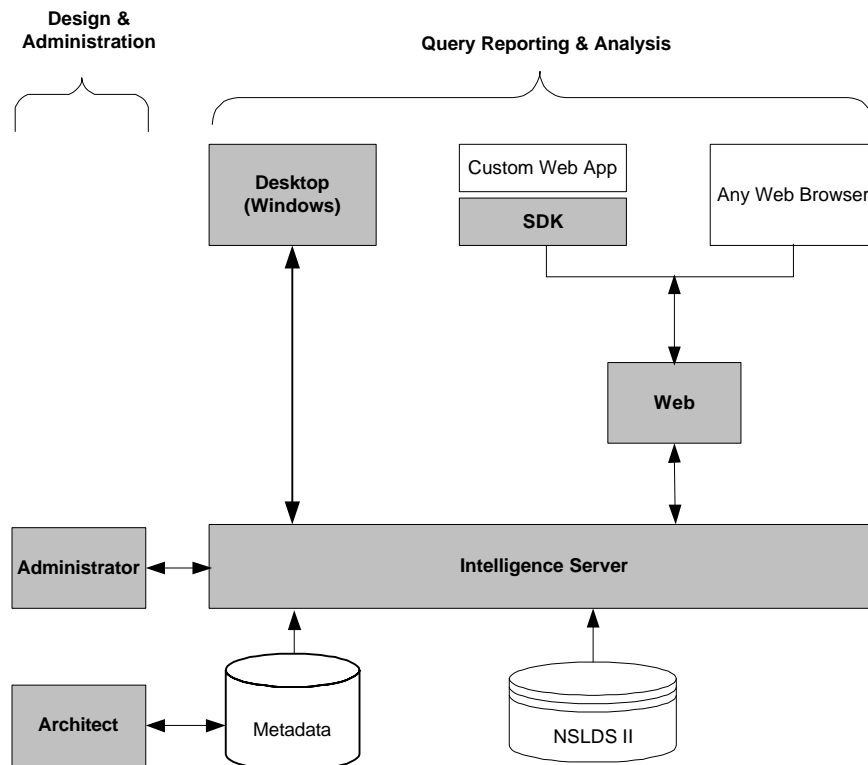 Design &
Administration
Query Reporting & Analysis
Desktop
(Windows)
Custom Web App
SDK
Any Web Browser
Web
Administrator
Intelligence Server
Architect
Metadata
NSLDS II